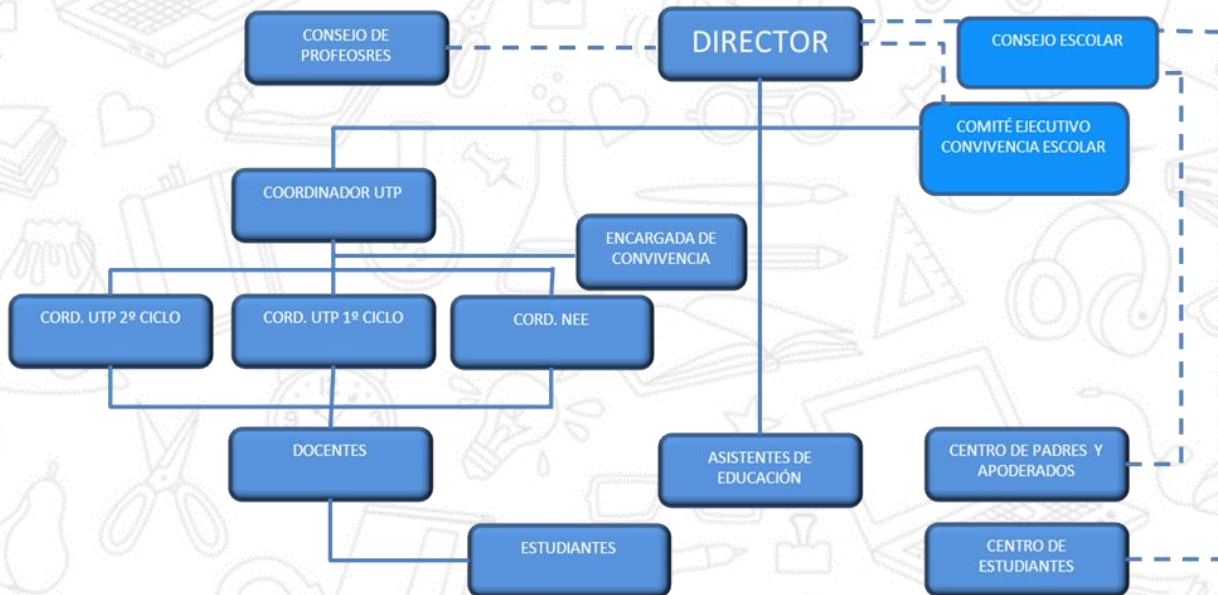 CONSEJO DE
PROFEOSRES
DIRECTOR
CONSEJO ESCOLAR
COMITÉ EJECUTIVO
CONVIVENCIA ESCOLAR
COORDINADOR UTP
ENCARGADA DE
CONVIVENCIA
CORD. UTP 2º CICLO
CORD. UTP 1º CICLO
CORD. NEE
DOCENTES
ASISTENTES DE
EDUCACIÓN
CENTRO DE PADRES Y
APODERADOS
ESTUDIANTES
CENTRO DE
ESTUDIANTES